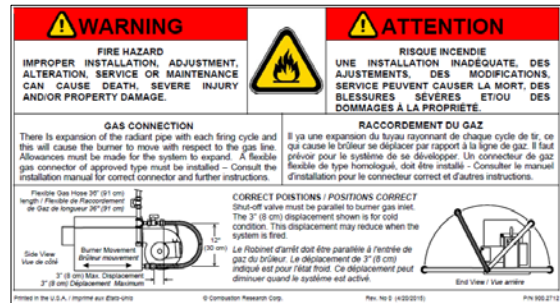 WARNING
ATTENTION
FIRE HAZARD
IMPROPER INSTALLATION, ADJUSTMENT,
ALTERATION, SERVICE OR MAINTENANCE
CAN CAUSE DEATH, SEVERE INJURY
AND/OR PROPERTY DAMAGE.
RISQUE INCENDIE
UNE INSTALLATION INADÉQUATE, DES
AJUSTEMENTS, DES MODIFICATIONS,
SERVICE PEUVENT CAUSER LA MORT, DES
BLESSURES SÉVÈRES ET/OU DES
DOMMAGES À LA PROPRIÉTÉ.
GAS CONNECTION
There Is expansion of the radiant pipe with each firing cycle and
this will cause the burner to move with respect to the gas line.
Allowances must be made for the system to expand. A flexible
gas connector of approved type must be installed – Consult the
installation manual for correct connector and further instructions.
RACCORDEMENT DU GAZ
Il ya une expansion du tuyau rayonnant de chaque cycle de tir, ce
qui cause le brûleur se déplacer par rapport à la ligne de gaz. Il faut
prévoir pour le système de se développer. Un connecteur de gaz
flexible de type homologué, doit être installé - Consulter le manuel
d'installation pour le connecteur correct et d'autres instructions.
Flexible Gas Hose 36" (91 cm)
length / Flexible de Raccordement
de Gaz de longueur 36" (91 cm)
Side View
Vue de côté
Burner Movement
Brûleur mouvement
12"
(30 cm)
3" (8 cm) Max. Displacement
3" (8 cm) Déplacement Maximum
CORRECT POISTIONS / POSITIONS CORRECT
Shut-off valve must be parallel to burner gas inlet.
The 3" (8 cm) displacement shown is for cold
condition. This displacement may reduce when the
system is fired.
Le Robinet d'arrêt doit être parallèle à l'entrée de
gaz du brûleur. Le déplacement de 3" (8 cm)
indiqué est pour l'état froid. Ce déplacement peut
diminuer quand le système est activé.
End View / Vue arrière
Printed in the U.S.A. / Imprimé aux États-Unis
© Combustion Research Corp.
Rev. No 0 (4/20/2015)